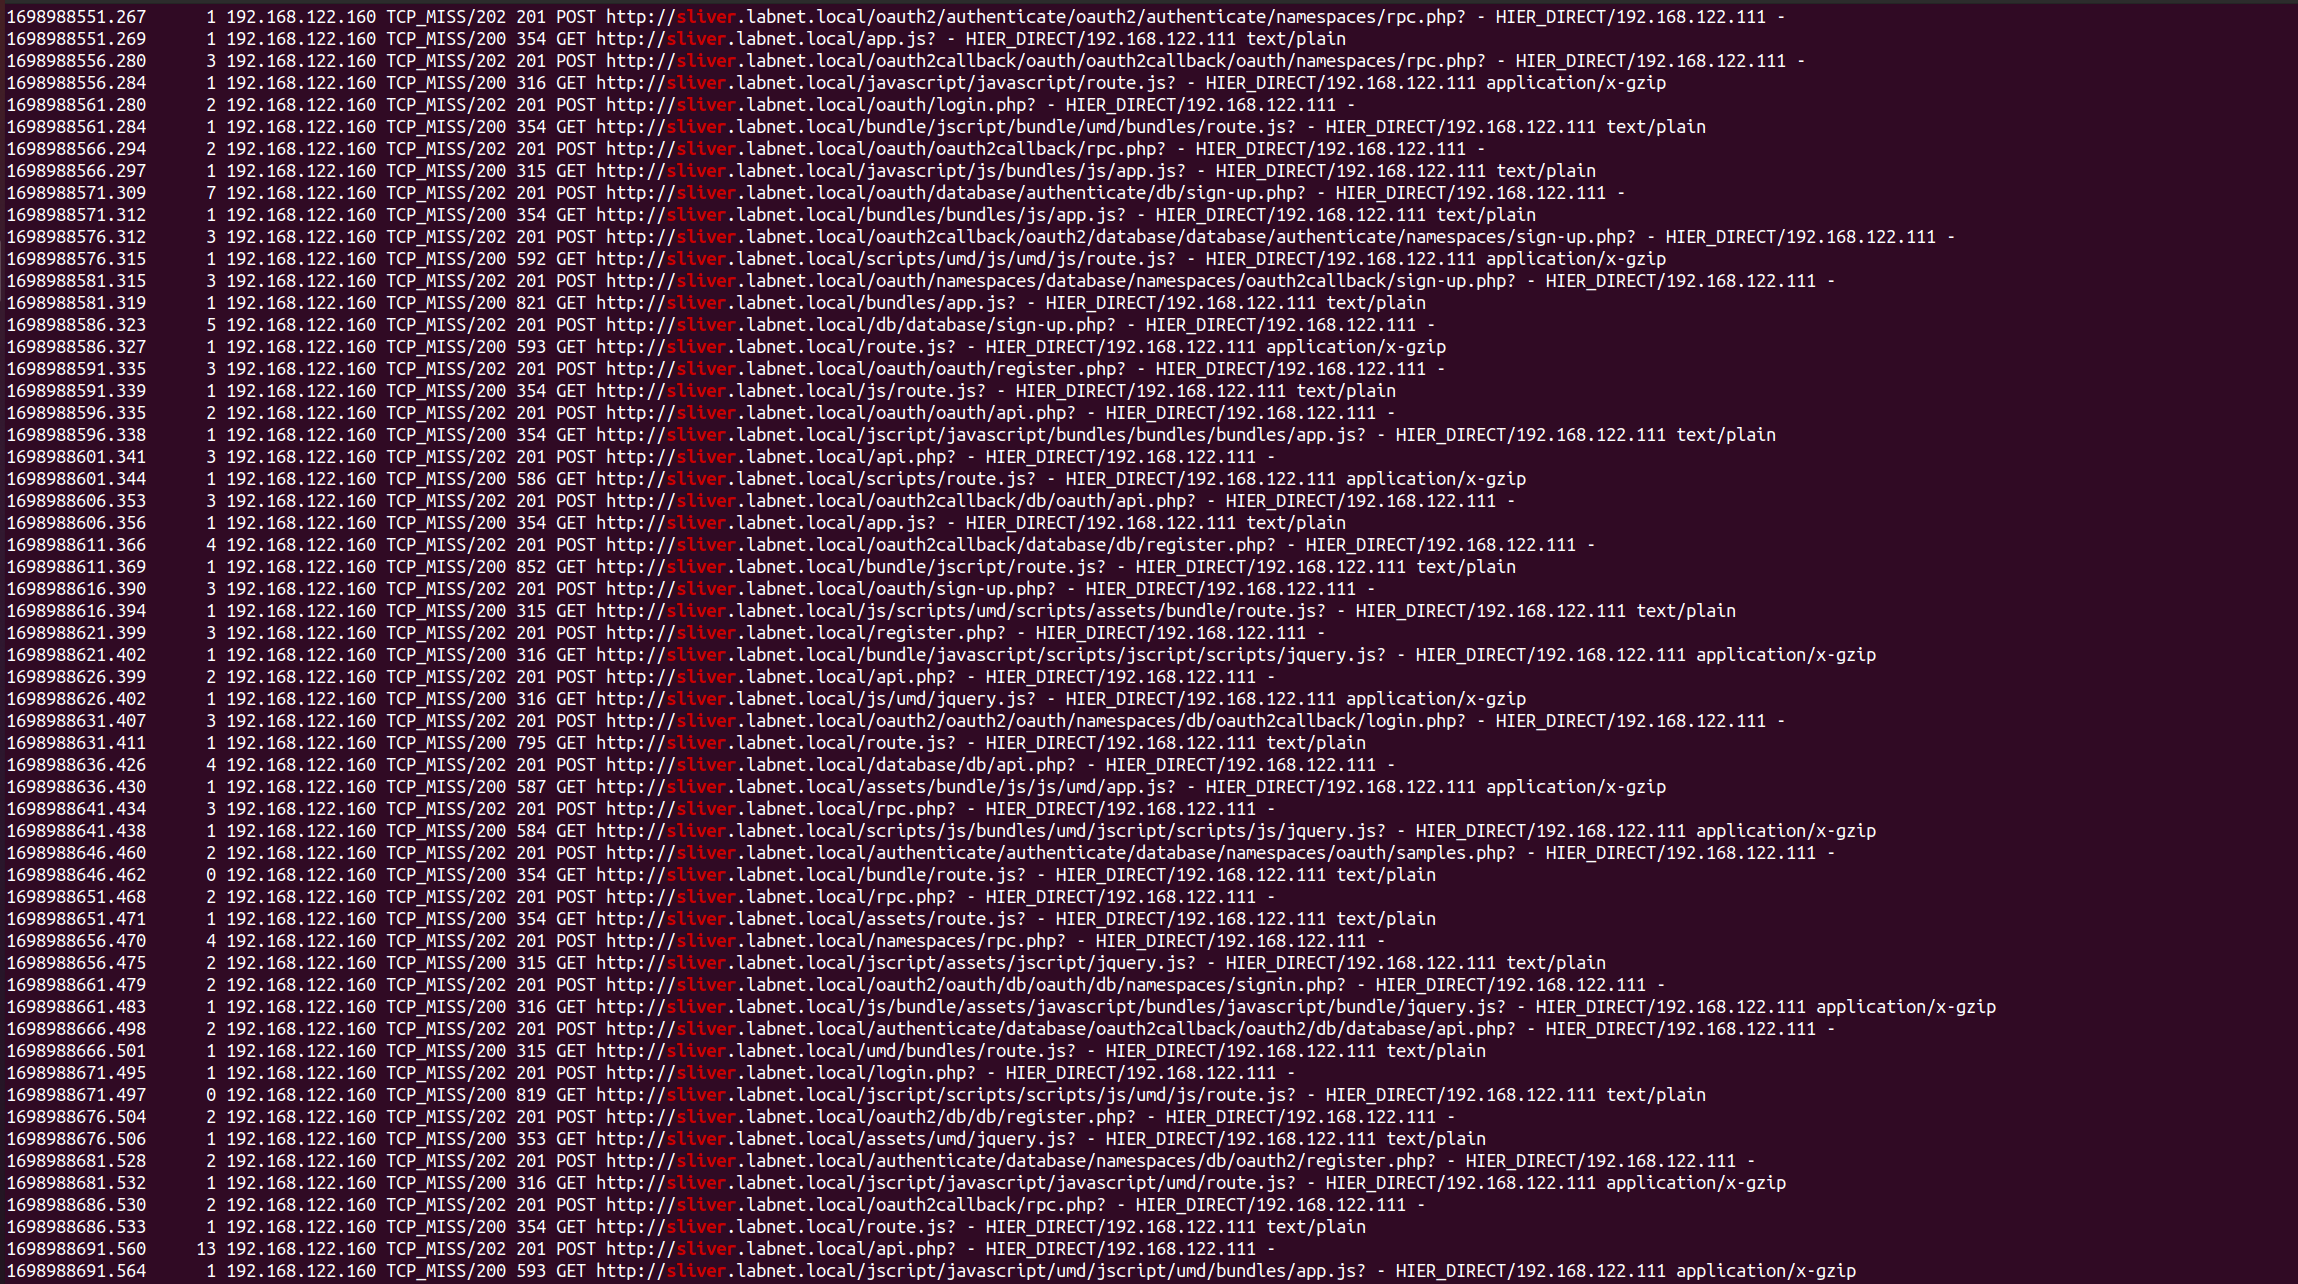 1698988551.267      1 192.168.122.160 TCP_MISS/202 201 POST http://sliver.labnet.local/oauth2/authenticate/oauth2/authenticate/namespaces/rpc.php? - HIER_DIRECT/192.168.122.111 -
1698988551.269      1 192.168.122.160 TCP_MISS/200 354 GET http://sliver.labnet.local/app.js? - HIER_DIRECT/192.168.122.111 text/plain
1698988556.280      3 192.168.122.160 TCP_MISS/202 201 POST http://sliver.labnet.local/oauth2callback/oauth/oauth2callback/oauth/namespaces/rpc.php? - HIER_DIRECT/192.168.122.111 -
1698988556.284      1 192.168.122.160 TCP_MISS/200 316 GET http://sliver.labnet.local/javascript/javascript/route.js? - HIER_DIRECT/192.168.122.111 application/x-gzip
1698988561.280      2 192.168.122.160 TCP_MISS/202 201 POST http://sliver.labnet.local/oauth/login.php? - HIER_DIRECT/192.168.122.111 -
1698988561.284      1 192.168.122.160 TCP_MISS/200 354 GET http://sliver.labnet.local/bundle/jscript/bundle/umd/bundles/route.js? - HIER_DIRECT/192.168.122.111 text/plain
1698988566.294      2 192.168.122.160 TCP_MISS/202 201 POST http://sliver.labnet.local/oauth/oauth2callback/rpc.php? - HIER_DIRECT/192.168.122.111 -
1698988566.297      1 192.168.122.160 TCP_MISS/200 315 GET http://sliver.labnet.local/javascript/js/bundles/js/app.js? - HIER_DIRECT/192.168.122.111 text/plain
1698988571.309      7 192.168.122.160 TCP_MISS/202 201 POST http://sliver.labnet.local/oauth/database/authenticate/db/sign-up.php? - HIER_DIRECT/192.168.122.111 -
1698988571.312      1 192.168.122.160 TCP_MISS/200 354 GET http://sliver.labnet.local/bundles/bundles/js/app.js? - HIER_DIRECT/192.168.122.111 text/plain
1698988576.312      3 192.168.122.160 TCP_MISS/202 201 POST http://sliver.labnet.local/oauth2callback/oauth2/database/database/authenticate/namespaces/sign-up.php? - HIER_DIRECT/192.168.122.111 -
1698988576.315      1 192.168.122.160 TCP_MISS/200 592 GET http://sliver.labnet.local/scripts/umd/js/umd/js/route.js? - HIER_DIRECT/192.168.122.111 application/x-gzip
1698988581.315      3 192.168.122.160 TCP_MISS/202 201 POST http://sliver.labnet.local/oauth/namespaces/database/namespaces/oauth2callback/sign-up.php? - HIER_DIRECT/192.168.122.111 -
1698988581.319      1 192.168.122.160 TCP_MISS/200 821 GET http://sliver.labnet.local/bundles/app.js? - HIER_DIRECT/192.168.122.111 text/plain
1698988586.323      5 192.168.122.160 TCP_MISS/202 201 POST http://sliver.labnet.local/db/database/sign-up.php? - HIER_DIRECT/192.168.122.111 -
1698988586.327      1 192.168.122.160 TCP_MISS/200 593 GET http://sliver.labnet.local/route.js? - HIER_DIRECT/192.168.122.111 application/x-gzip
1698988591.335      3 192.168.122.160 TCP_MISS/202 201 POST http://sliver.labnet.local/oauth/oauth/register.php? - HIER_DIRECT/192.168.122.111 -
1698988591.339      1 192.168.122.160 TCP_MISS/200 354 GET http://sliver.labnet.local/js/route.js? - HIER_DIRECT/192.168.122.111 text/plain
1698988596.335      2 192.168.122.160 TCP_MISS/202 201 POST http://sliver.labnet.local/oauth/oauth/api.php? - HIER_DIRECT/192.168.122.111 -
1698988596.338      1 192.168.122.160 TCP_MISS/200 354 GET http://sliver.labnet.local/jscript/javascript/bundles/bundles/bundles/app.js? - HIER_DIRECT/192.168.122.111 text/plain
1698988601.341      3 192.168.122.160 TCP_MISS/202 201 POST http://sliver.labnet.local/api.php? - HIER_DIRECT/192.168.122.111 -
1698988601.344      1 192.168.122.160 TCP_MISS/200 586 GET http://sliver.labnet.local/scripts/route.js? - HIER_DIRECT/192.168.122.111 application/x-gzip
1698988606.353      3 192.168.122.160 TCP_MISS/202 201 POST http://sliver.labnet.local/oauth2callback/db/oauth/api.php? - HIER_DIRECT/192.168.122.111 -
1698988606.356      1 192.168.122.160 TCP_MISS/200 354 GET http://sliver.labnet.local/app.js? - HIER_DIRECT/192.168.122.111 text/plain
1698988611.366      4 192.168.122.160 TCP_MISS/202 201 POST http://sliver.labnet.local/oauth2callback/database/db/register.php? - HIER_DIRECT/192.168.122.111 -
1698988611.369      1 192.168.122.160 TCP_MISS/200 852 GET http://sliver.labnet.local/bundle/jscript/route.js? - HIER_DIRECT/192.168.122.111 text/plain
1698988616.390      3 192.168.122.160 TCP_MISS/202 201 POST http://sliver.labnet.local/oauth/sign-up.php? - HIER_DIRECT/192.168.122.111 -
1698988616.394      1 192.168.122.160 TCP_MISS/200 315 GET http://sliver.labnet.local/js/scripts/umd/scripts/assets/bundle/route.js? - HIER_DIRECT/192.168.122.111 text/plain
1698988621.399      3 192.168.122.160 TCP_MISS/202 201 POST http://sliver.labnet.local/register.php? - HIER_DIRECT/192.168.122.111 -
1698988621.402      1 192.168.122.160 TCP_MISS/200 316 GET http://sliver.labnet.local/bundle/javascript/scripts/jscript/scripts/jquery.js? - HIER_DIRECT/192.168.122.111 application/x-gzip
1698988626.399      2 192.168.122.160 TCP_MISS/202 201 POST http://sliver.labnet.local/api.php? - HIER_DIRECT/192.168.122.111 -
1698988626.402      1 192.168.122.160 TCP_MISS/200 316 GET http://sliver.labnet.local/js/umd/jquery.js? - HIER_DIRECT/192.168.122.111 application/x-gzip
1698988631.407      3 192.168.122.160 TCP_MISS/202 201 POST http://sliver.labnet.local/oauth2/oauth2/oauth/namespaces/db/oauth2callback/login.php? - HIER_DIRECT/192.168.122.111 -
1698988631.411      1 192.168.122.160 TCP_MISS/200 795 GET http://sliver.labnet.local/route.js? - HIER_DIRECT/192.168.122.111 text/plain
1698988636.426      4 192.168.122.160 TCP_MISS/202 201 POST http://sliver.labnet.local/database/db/api.php? - HIER_DIRECT/192.168.122.111 -
1698988636.430      1 192.168.122.160 TCP_MISS/200 587 GET http://sliver.labnet.local/assets/bundle/js/js/umd/app.js? - HIER_DIRECT/192.168.122.111 application/x-gzip
1698988641.434      3 192.168.122.160 TCP_MISS/202 201 POST http://sliver.labnet.local/rpc.php? - HIER_DIRECT/192.168.122.111 -
1698988641.438      1 192.168.122.160 TCP_MISS/200 584 GET http://sliver.labnet.local/scripts/js/bundles/umd/jscript/scripts/js/jquery.js? - HIER_DIRECT/192.168.122.111 application/x-gzip
1698988646.460      2 192.168.122.160 TCP_MISS/202 201 POST http://sliver.labnet.local/authenticate/authenticate/database/namespaces/oauth/samples.php? - HIER_DIRECT/192.168.122.111 -
1698988646.462      0 192.168.122.160 TCP_MISS/200 354 GET http://sliver.labnet.local/bundle/route.js? - HIER_DIRECT/192.168.122.111 text/plain
1698988651.468      2 192.168.122.160 TCP_MISS/202 201 POST http://sliver.labnet.local/rpc.php? - HIER_DIRECT/192.168.122.111 -
1698988651.471      1 192.168.122.160 TCP_MISS/200 354 GET http://sliver.labnet.local/assets/route.js? - HIER_DIRECT/192.168.122.111 text/plain
1698988656.470      4 192.168.122.160 TCP_MISS/202 201 POST http://sliver.labnet.local/namespaces/rpc.php? - HIER_DIRECT/192.168.122.111 -
1698988656.475      2 192.168.122.160 TCP_MISS/200 315 GET http://sliver.labnet.local/jscript/assets/jscript/jquery.js? - HIER_DIRECT/192.168.122.111 text/plain
1698988661.479      2 192.168.122.160 TCP_MISS/202 201 POST http://sliver.labnet.local/oauth2/oauth/db/oauth/db/namespaces/signin.php? - HIER_DIRECT/192.168.122.111 -
1698988661.483      1 192.168.122.160 TCP_MISS/200 316 GET http://sliver.labnet.local/js/bundle/assets/javascript/bundles/javascript/bundle/jquery.js? - HIER_DIRECT/192.168.122.111 application/x-gzip
1698988666.498      2 192.168.122.160 TCP_MISS/202 201 POST http://sliver.labnet.local/authenticate/database/oauth2callback/oauth2/db/database/api.php? - HIER_DIRECT/192.168.122.111 -
1698988666.501      1 192.168.122.160 TCP_MISS/200 315 GET http://sliver.labnet.local/umd/bundles/route.js? - HIER_DIRECT/192.168.122.111 text/plain
1698988671.495      1 192.168.122.160 TCP_MISS/202 201 POST http://sliver.labnet.local/login.php? - HIER_DIRECT/192.168.122.111 -
1698988671.497      0 192.168.122.160 TCP_MISS/200 819 GET http://sliver.labnet.local/jscript/scripts/scripts/js/umd/js/route.js? - HIER_DIRECT/192.168.122.111 text/plain
1698988676.504      2 192.168.122.160 TCP_MISS/202 201 POST http://sliver.labnet.local/oauth2/db/db/register.php? - HIER_DIRECT/192.168.122.111 -
1698988676.506      1 192.168.122.160 TCP_MISS/200 353 GET http://sliver.labnet.local/assets/umd/jquery.js? - HIER_DIRECT/192.168.122.111 text/plain
1698988681.528      2 192.168.122.160 TCP_MISS/202 201 POST http://sliver.labnet.local/authenticate/database/namespaces/db/oauth2/register.php? - HIER_DIRECT/192.168.122.111 -
1698988681.532      1 192.168.122.160 TCP_MISS/200 316 GET http://sliver.labnet.local/jscript/javascript/javascript/umd/route.js? - HIER_DIRECT/192.168.122.111 application/x-gzip
1698988686.530      2 192.168.122.160 TCP_MISS/202 201 POST http://sliver.labnet.local/oauth2callback/rpc.php? - HIER_DIRECT/192.168.122.111 -
1698988686.533      1 192.168.122.160 TCP_MISS/200 354 GET http://sliver.labnet.local/route.js? - HIER_DIRECT/192.168.122.111 text/plain
1698988691.560     13 192.168.122.160 TCP_MISS/202 201 POST http://sliver.labnet.local/api.php? - HIER_DIRECT/192.168.122.111 -
1698988691.564      1 192.168.122.160 TCP_MISS/200 593 GET http://sliver.labnet.local/jscript/javascript/umd/jscript/umd/bundles/app.js? - HIER_DIRECT/192.168.122.111 application/x-gzip